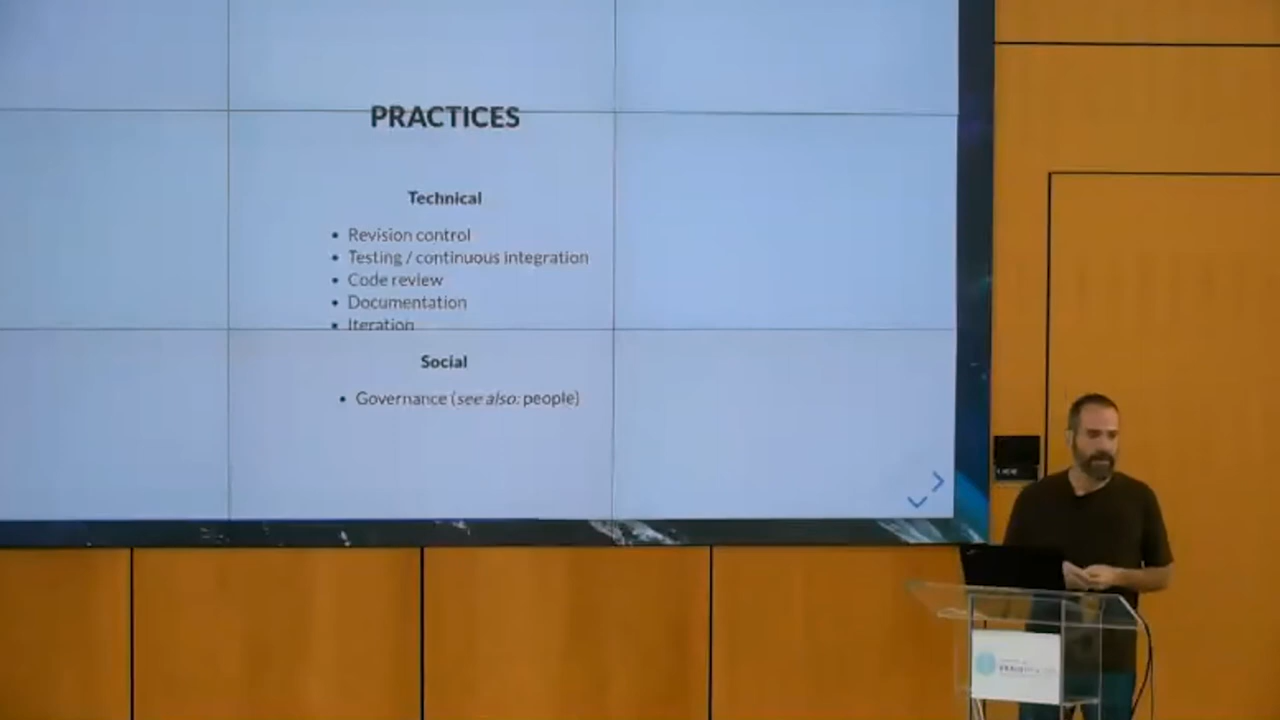 PRACTICES
Technical
Revision control
Testing / continuous integration
Code review
Documentation
Iteration
Social
Governance (see also: people)